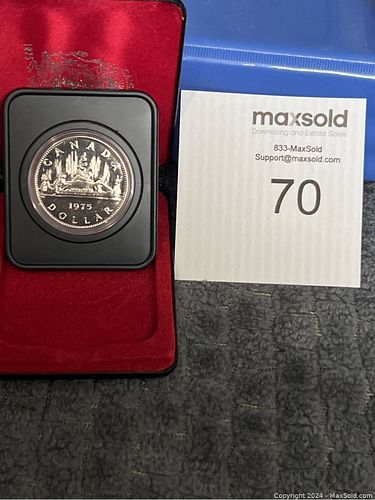 CANADA
1975
DOLLAR
maxsold
Downsizing and Estate Sales
833-MaxSold
Support@maxsold.com
70
Copyright 2024 - MaxSold.com